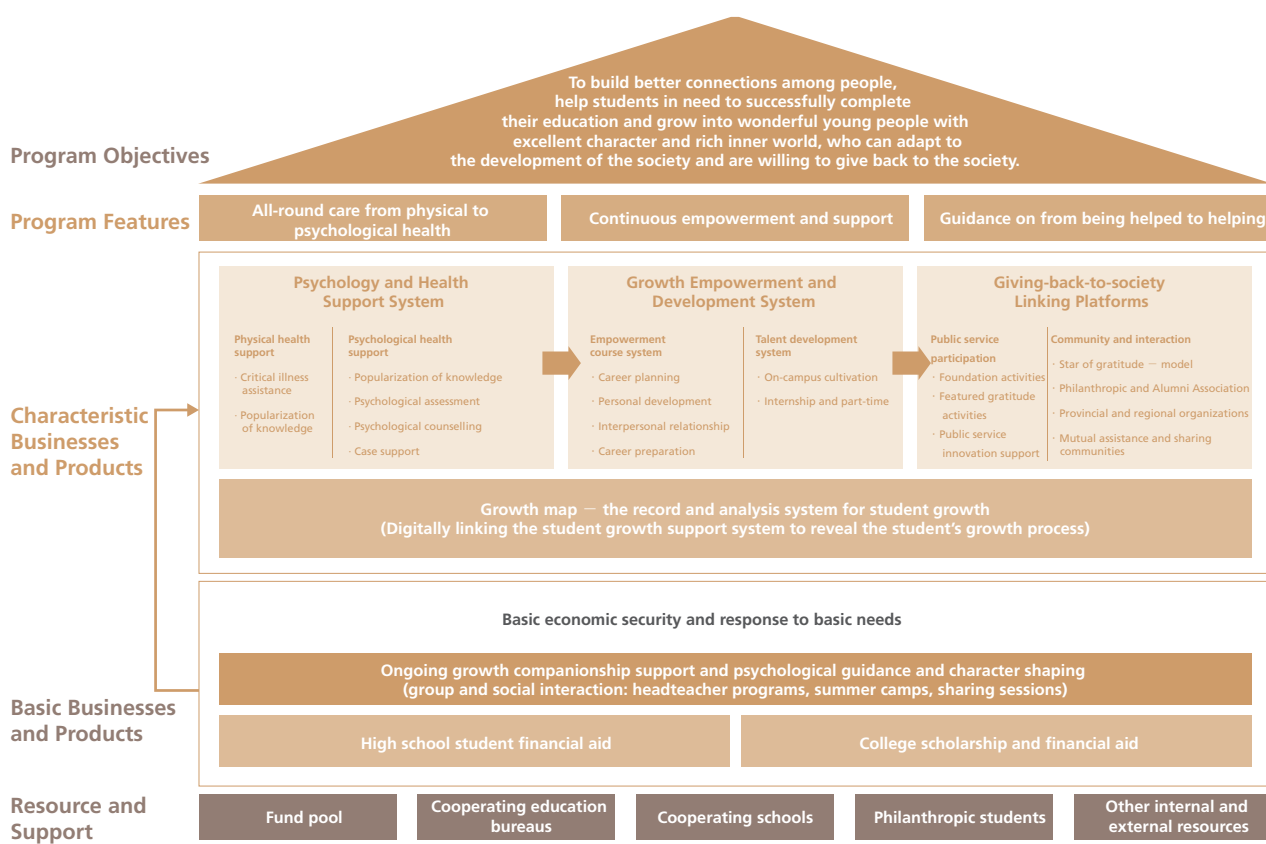 To build better connections among people,
help students in need to successfully complete
their education and grow into wonderful young people with
excellent character and rich inner world, who can adapt to
the development of the society and are willing to give back to the society.
Program Objectives
Program Features
All-round care from physical to
psychological health
Continuous empowerment and support
Guidance on from being helped to helping
Characteristic
Businesses
and Products
Psychology and Health
Support System
Physical health
support
· Critical illness
assistance
· Popularization
of knowledge
Psychological health
support
· Popularization of knowledge
· Psychological assessment
· Psychological counselling
· Case support
Growth Empowerment and
Development System
Empowerment
course system
· Career planning
· Personal development
· Interpersonal relationship
· Career preparation
Talent development
system
· On-campus cultivation
· Internship and part-time
Giving-back-to-society
Linking Platforms
Public service
participation
· Foundation activities
· Featured gratitude
activities
· Public service
innovation support
Community and interaction
· Star of gratitude — model
· Philanthropic and Alumni Association
· Provincial and regional organizations
· Mutual assistance and sharing
communities
Growth map — the record and analysis system for student growth
(Digitally linking the student growth support system to reveal the student's growth process)
Basic Businesses
and Products
Basic economic security and response to basic needs
Ongoing growth companionship support and psychological guidance and character shaping
(group and social interaction: headteacher programs, summer camps, sharing sessions)
High school student financial aid
College scholarship and financial aid
Resource and
Support
Fund pool
Cooperating education
bureaus
Cooperating schools
Philanthropic students
Other internal and
external resources